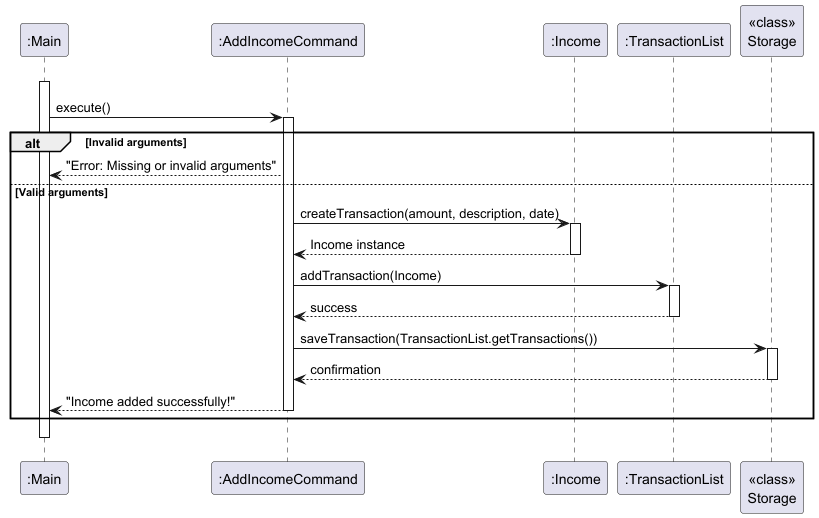 «class»
:Main
:AddIncomeCommand
:Income
:TransactionList
Storage
execute()
alt
[Invalid arguments]
"Error: Missing or invalid arguments"
[Valid arguments]
createTransaction(amount, description, date)
Income instance
addTransaction(Income)
success
saveTransaction(TransactionList.getTransactions())
confirmation
"Income added successfully!"
:Main
:AddIncomeCommand
:Income
:TransactionList
«class»
Storage